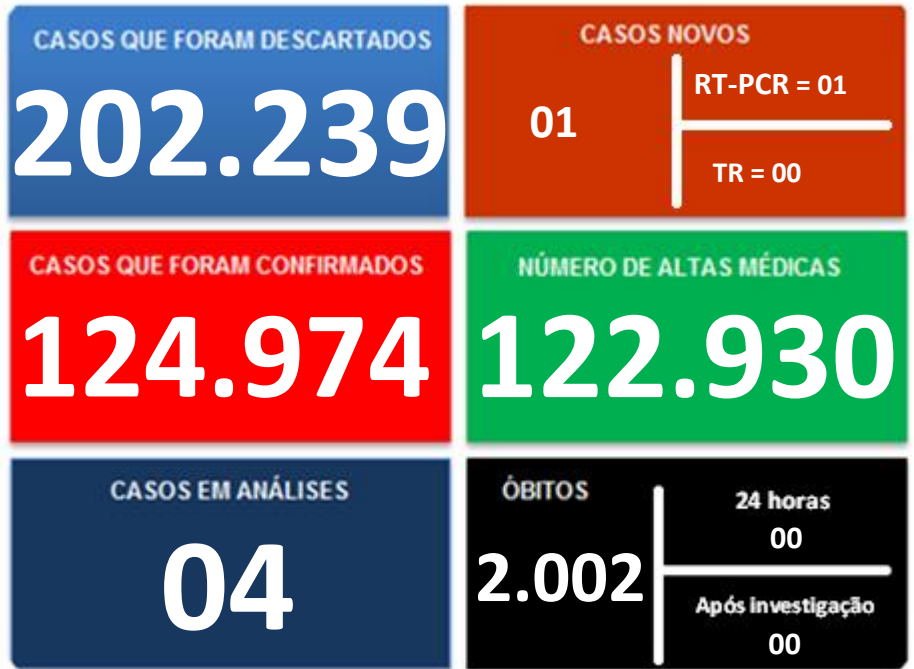 CASOS QUE FORAM DESCARTADOS
202.239
CASOS NOVOS
01
RT-PCR = 01
TR = 00
CASOS QUE FORAM CONFIRMADOS
124.974
NÚMERO DE ALTAS MÉDICAS
122.930
CASOS EM ANÁLISES
04
ÓBITOS
2.002
24 horas
00
Após investigação
00